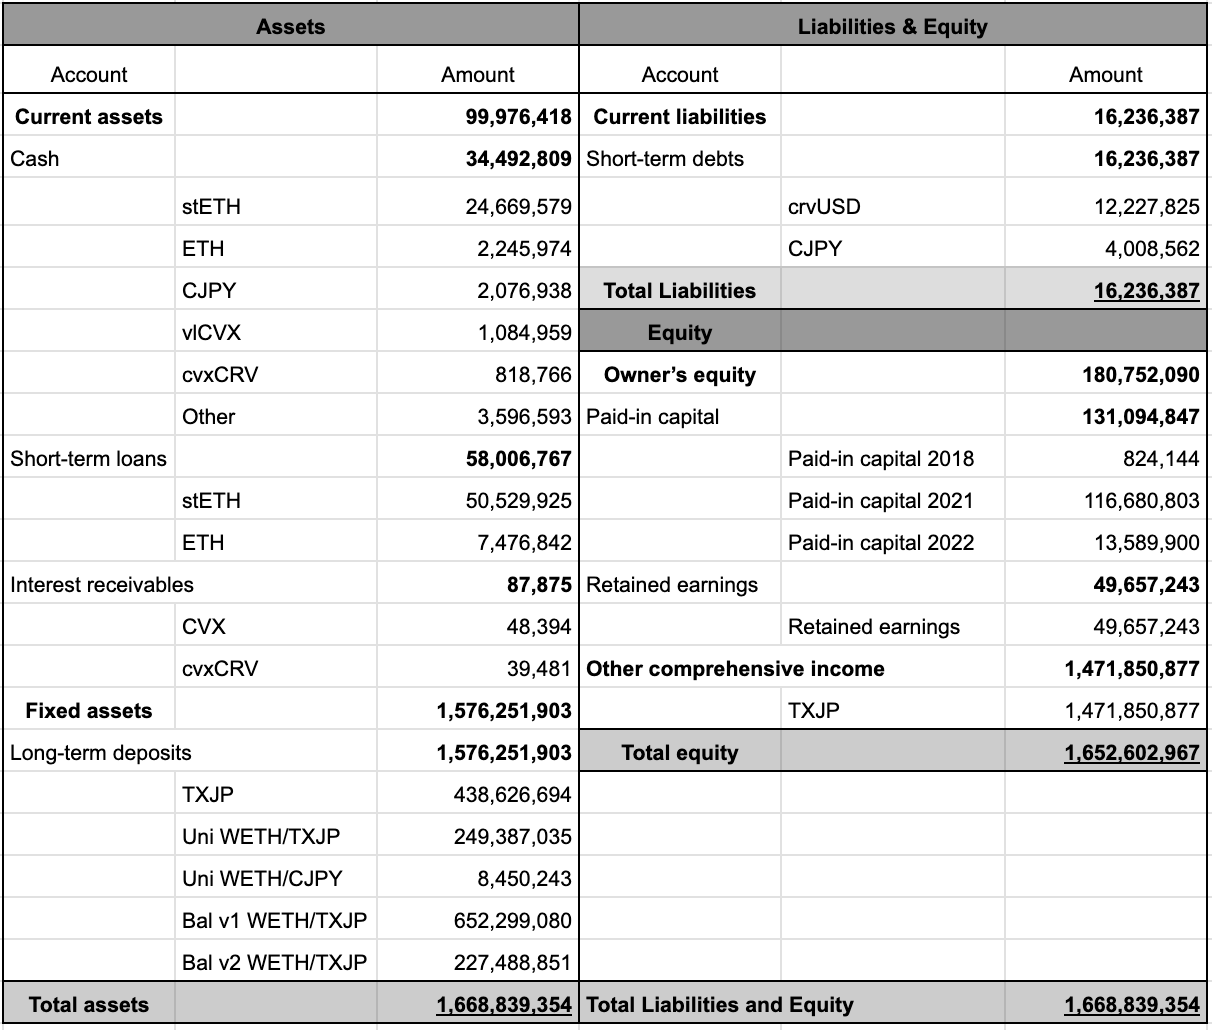 Assets Liabilities & Equity
Account Amount Account Amount
Current assets 99,976,418 Current liabilities 16,236,387
Cash 34,492,809 Short-term debts 16,236,387
stETH 24,669,579 crvUSD 12,227,825
ETH 2,245,974 CJPY 4,008,562
CJPY 2,076,938 Total Liabilities 16,236,387
vlCVX 1,084,959 Equity
cvxCRV 818,766 Owner’s equity 180,752,090
Other 3,596,593 Paid-in capital 131,094,847
Short-term loans 58,006,767 Paid-in capital 2018 824,144
stETH 50,529,925 Paid-in capital 2021 116,680,803
ETH 7,476,842 Paid-in capital 2022 13,589,900
Interest receivables 87,875 Retained earnings 49,657,243
CVX 48,394 Retained earnings 49,657,243
cvxCRV 39,481 Other comprehensive income 1,471,850,877
Fixed assets 1,576,251,903 TXJP 1,471,850,877
Long-term deposits 1,576,251,903 Total equity 1,652,602,967
TXJP 438,626,694
Uni WETH/TXJP 249,387,035
Uni WETH/CJPY 8,450,243
Bal v1 WETH/TXJP 652,299,080
Bal v2 WETH/TXJP 227,488,851
Total assets 1,668,839,354 Total Liabilities and Equity 1,668,839,354